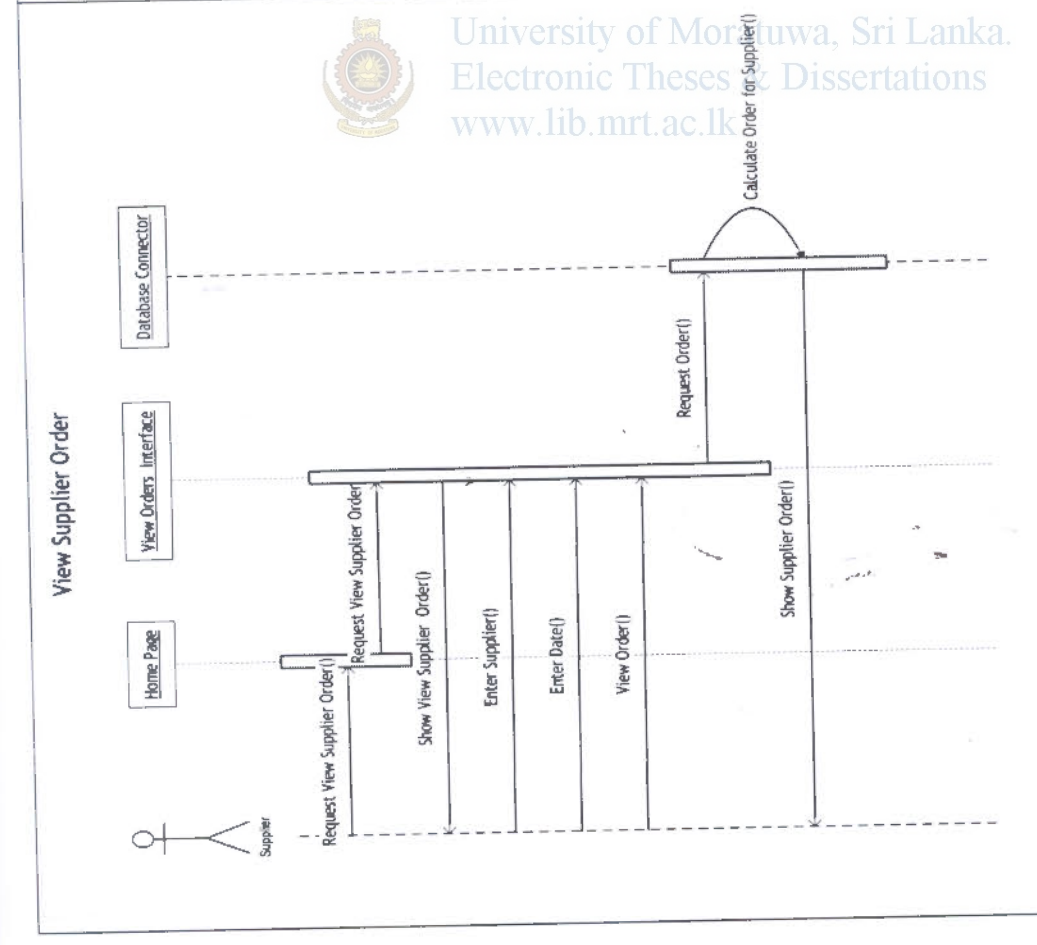 University of Moratuwa, Sri Lanka.
Electronic Theses & Dissertations
www.lib.mrt.ac.lk
View Supplier Order
Supplier
Home Page
View Orders Interface
Database Connector
Request View Supplier Order()
Request View Supplier Order
Show View Supplier Order()
Enter Supplier()
Enter Date()
View Order()
Request Order()
Calculate Order for Supplier()
Show Supplier Order()